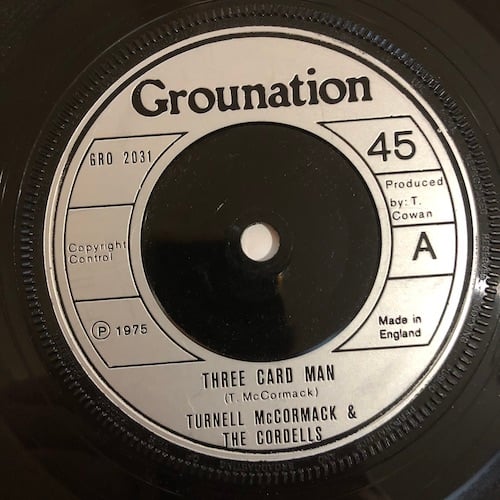 Grounation
GRO 2031
45
Produced
by: T.
Cowan
Copyright
Control
A
Ⓟ 1975
Made in
England
THREE CARD MAN
(T. McCormack)
TURNELL McCORMACK &
THE CORDELLS